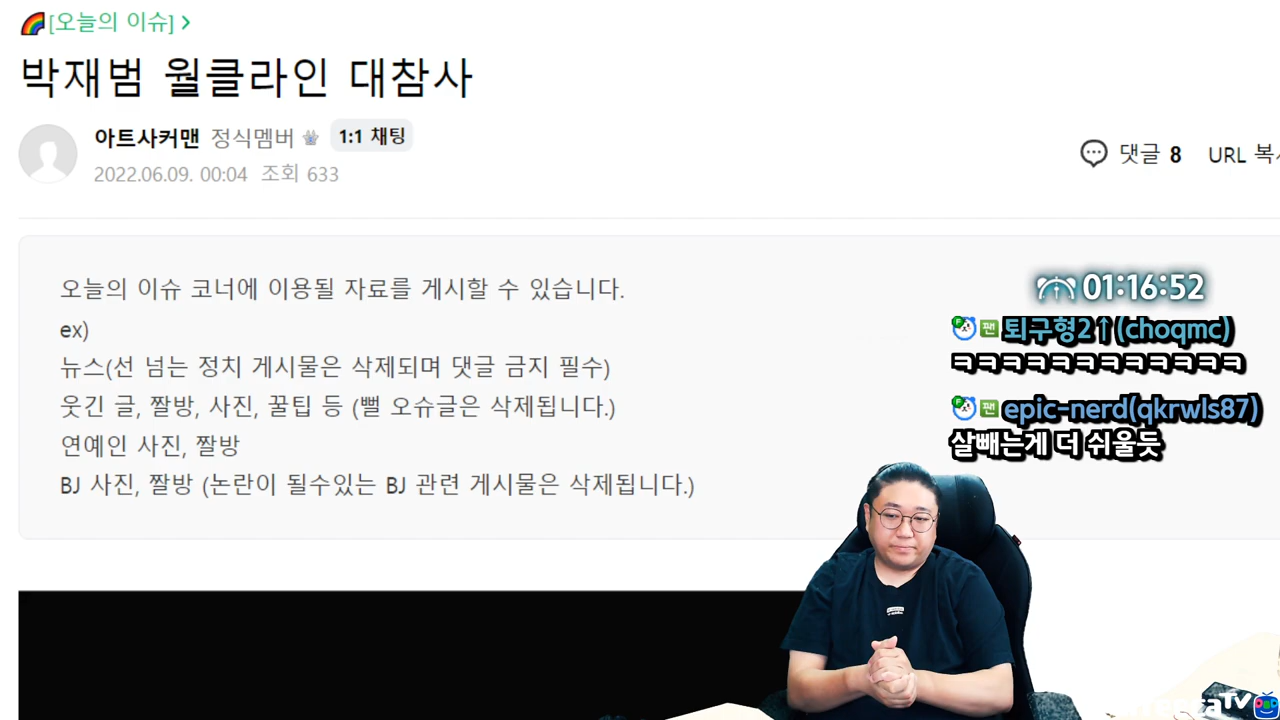 [오늘의 이슈] >
박재범 월클라인 대참사
아트사커맨 정식멤버 1:1 채팅
2022.06.09. 00:04 조회 633
댓글 8 URL
오늘의 이슈 코너에 이용될 자료를 게시할 수 있습니다.
ex)
뉴스(선 넘는 정치 게시물은 삭제되며 댓글 금지 필수)
웃긴 글, 짤방, 사진, 꿀팁 등 (뻘 오슈글은 삭제됩니다.)
연예인 사진, 짤방
BJ 사진, 짤방 (논란이 될수있는 BJ 관련 게시물은 삭제됩니다.)
01:16:52
F 팬 퇴구형2↑(choqmc)
ㅋㅋㅋㅋㅋㅋㅋㅋㅋㅋㅋㅋ
F 팬 epic-nerd(qkrwls87)
살빼는게 더 쉬울듯